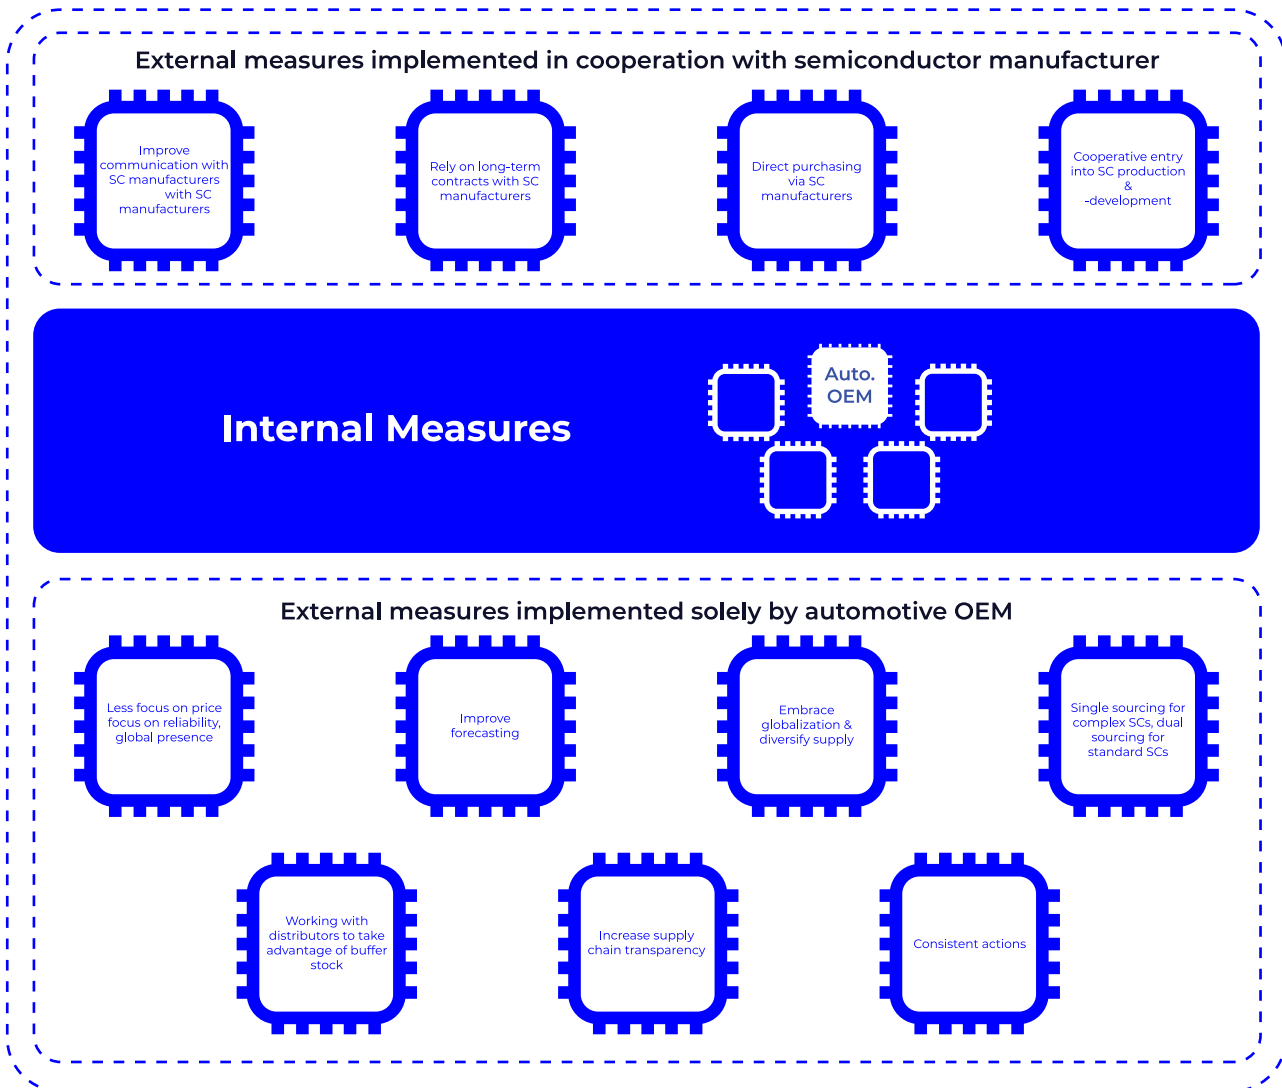 External measures implemented in cooperation with semiconductor manufacturer
Improve
communication with
SC manufacturers
with SC
manufacturers
Rely on long-term
contracts with SC
manufacturers
Direct purchasing
via SC
manufacturers
Cooperative entry
into SC production
&
-development
Internal Measures
Auto.
OEM
External measures implemented solely by automotive OEM
Less focus on price
focus on reliability,
global presence
Improve
forecasting
Embrace
globalization &
diversify supply
Single sourcing for
complex SCs, dual
sourcing for
standard SCs
Working with
distributors to take
advantage of buffer
stock
Increase supply
chain transparency
Consistent actions